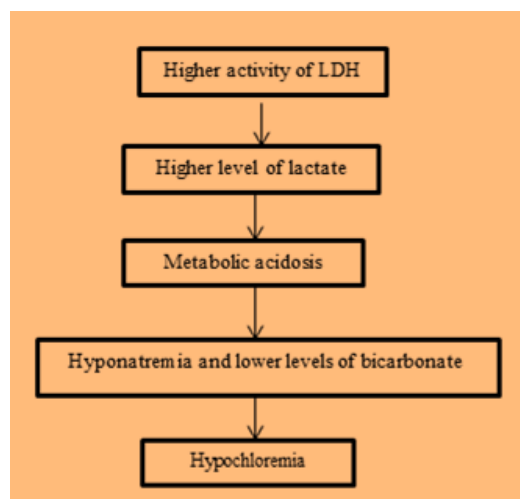 Higher activity of LDH
Higher level of lactate
Metabolic acidosis
Hyponatremia and lower levels of bicarbonate
Hypochloremia